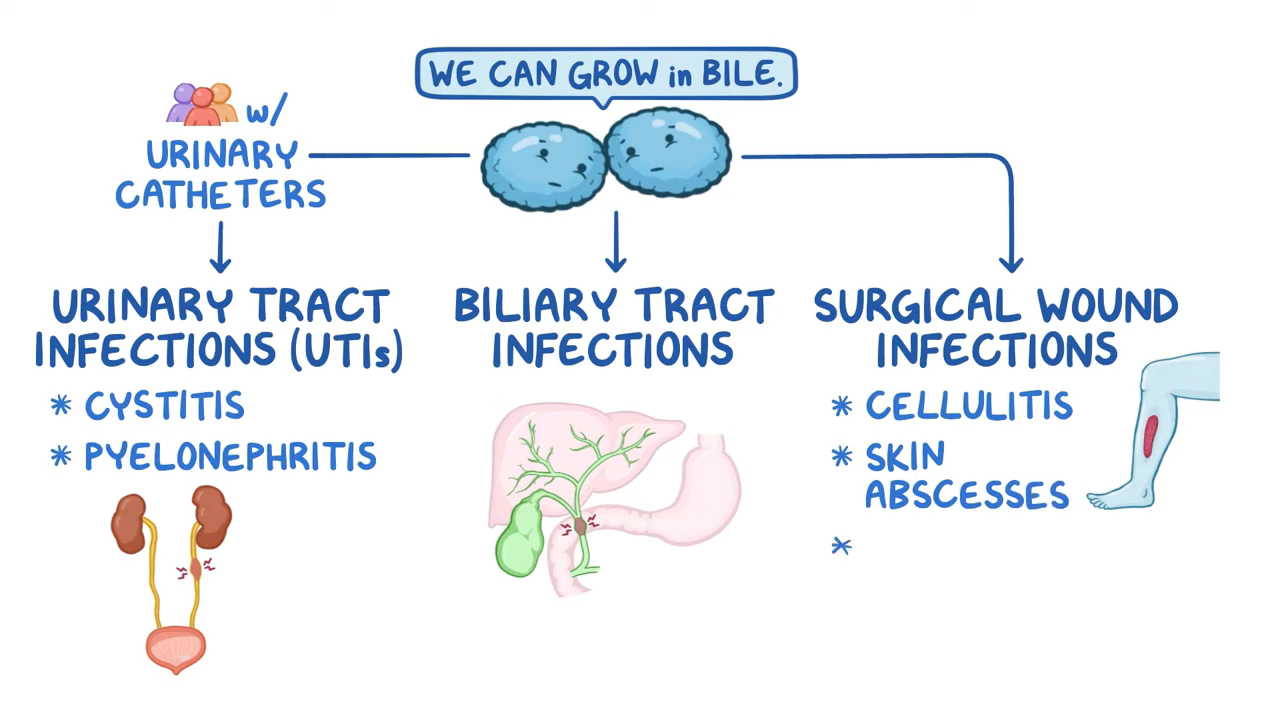 WE CAN GROW in BILE.
w/
URINARY
CATHETERS
URINARY TRACT
INFECTIONS (UTIs)
* CYSTITIS
* PYELONEPHRITIS
BILIARY TRACT
INFECTIONS
SURGICAL WOUND
INFECTIONS
* CELLULITIS
* SKIN
ABSCESSES
*